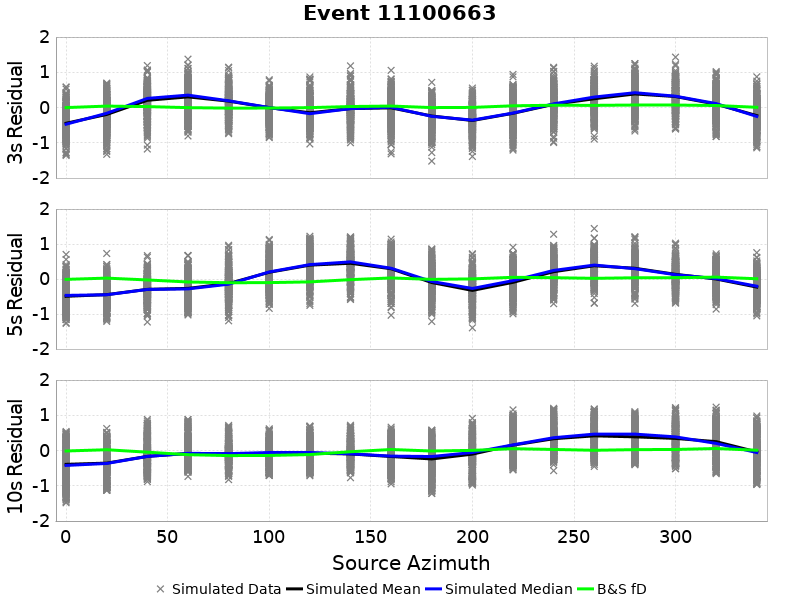 Event 11100663
2
1
0
-1
-2
3s Residual
2
1
0
-1
-2
5s Residual
2
1
0
-1
-2
10s Residual
0 50 100 150 200 250 300
Source Azimuth
Simulated Data Simulated Mean Simulated Median B&S fD